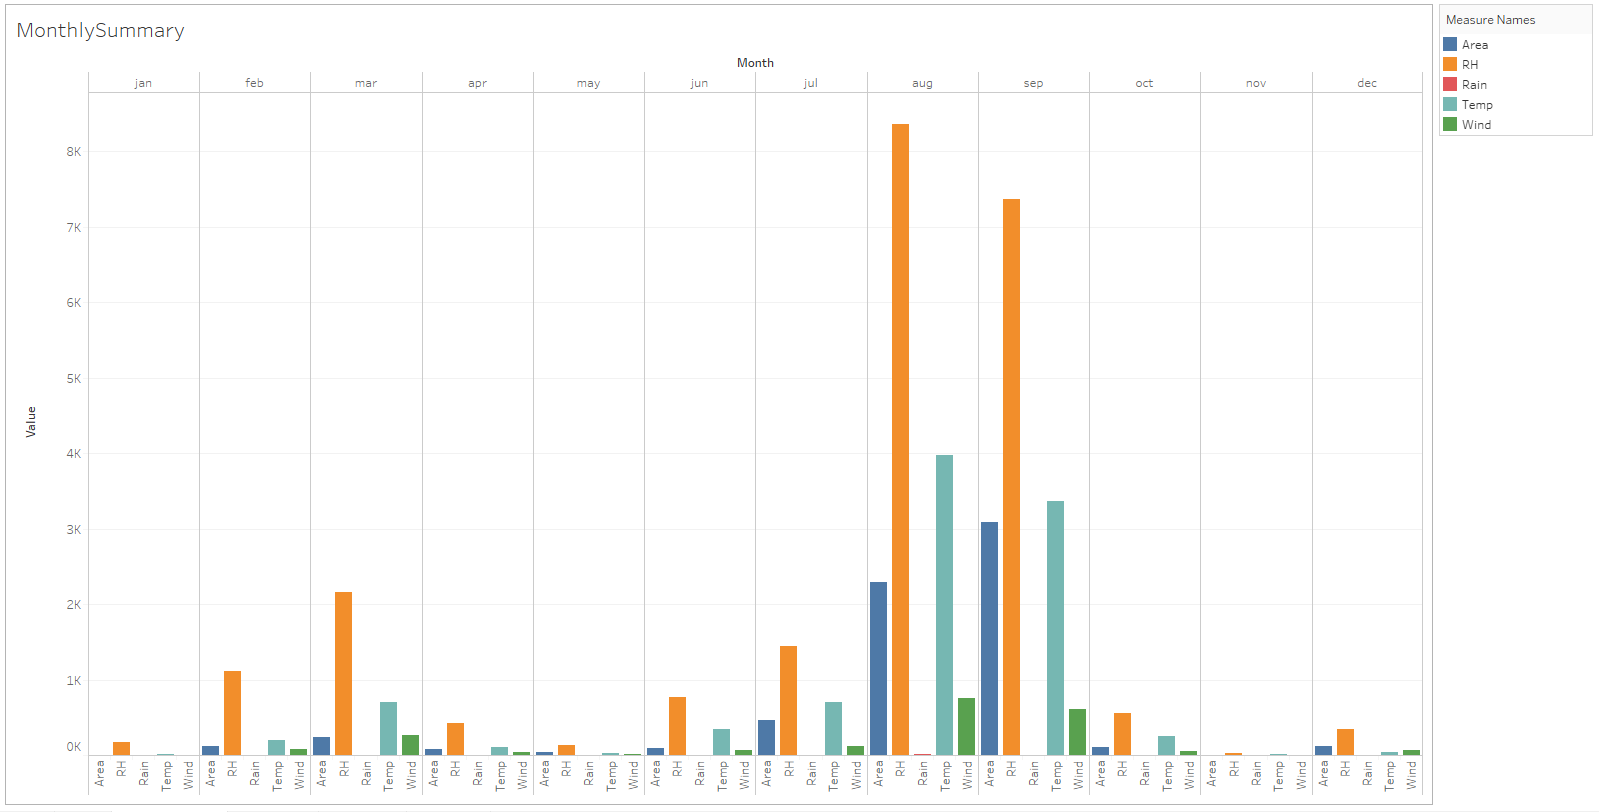 MonthlySummary
Month
jan feb mar apr may jun jul aug sep oct nov dec
8K
7K
6K
5K
4K
3K
2K
1K
0K
Value
Area RH Rain Temp Wind Area RH Rain Temp Wind Area RH Rain Temp Wind Area RH Rain Temp Wind Area RH Rain Temp Wind Area RH Rain Temp Wind Area RH Rain Temp Wind Area RH Rain Temp Wind Area RH Rain Temp Wind Area RH Rain Temp Wind Area RH Rain Temp Wind Area RH Rain Temp Wind
Measure Names
Area
RH
Rain
Temp
Wind